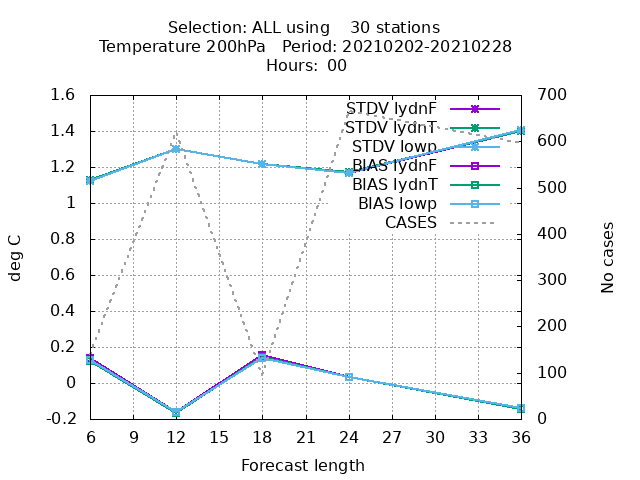 Selection: ALL using    30 stations
Temperature 200hPa   Period: 20210202-20210228
Hours:  00
1.6
1.4
1.2
1
0.8
0.6
0.4
0.2
0
-0.2
deg C
STDV lydnF
STDV lydnT
STDV lowp
BIAS lydnF
BIAS lydnT
BIAS lowp
CASES
700
600
500
400
300
200
100
0
No cases
6 9 12 15 18 21 24 27 30 33 36
Forecast length